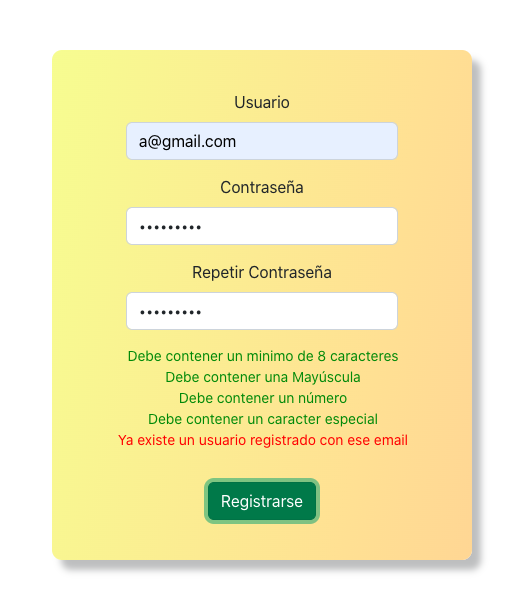 Usuario
a@gmail.com
Contraseña
•••••••••
Repetir Contraseña
•••••••••
Debe contener un minimo de 8 caracteres
Debe contener una Mayúscula
Debe contener un número
Debe contener un caracter especial
Ya existe un usuario registrado con ese email
Registrarse